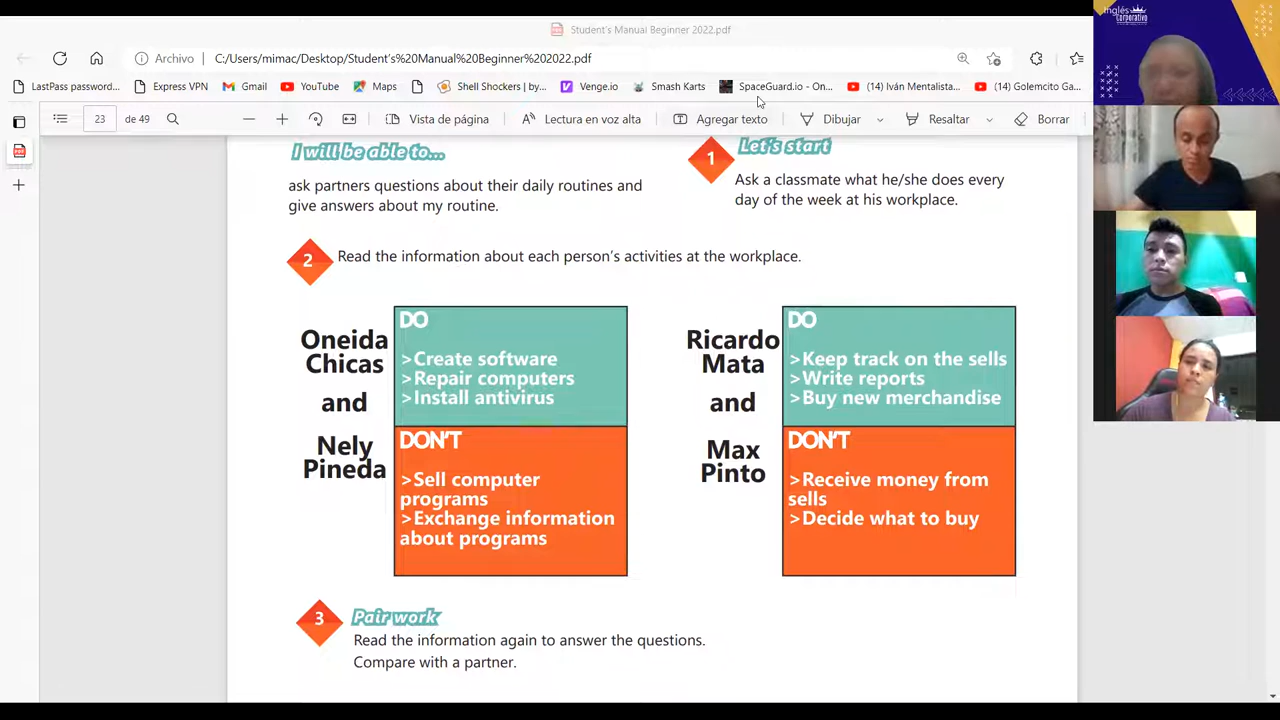 Student's Manual Beginner 2022.pdf
Archivo C:/Users/mimac/Desktop/Student's%20Manual%20Beginner%202022.pdf
LastPass password... Express VPN Gmail YouTube Maps Shell Shockers | by... Venge.io Smash Karts SpaceGuard.io - On... (14) Iván Mentalista... (14) Golemcito Ga...
23 de 49 Vista de página Lectura en voz alta Agregar texto Dibujar Resaltar Borrar
I will be able to...
ask partners questions about their daily routines and
give answers about my routine.
1 Let's start
Ask a classmate what he/she does every
day of the week at his workplace.
2 Read the information about each person's activities at the workplace.
Oneida
Chicas
and
Nely
Pineda
DO
>Create software
>Repair computers
>Install antivirus
DON'T
>Sell computer
programs
>Exchange information
about programs
Ricardo
Mata
and
Max
Pinto
DO
>Keep track on the sells
>Write reports
>Buy new merchandise
DON'T
>Receive money from
sells
>Decide what to buy
3 Pair work
Read the information again to answer the questions.
Compare with a partner.
Inglés
Corporativo